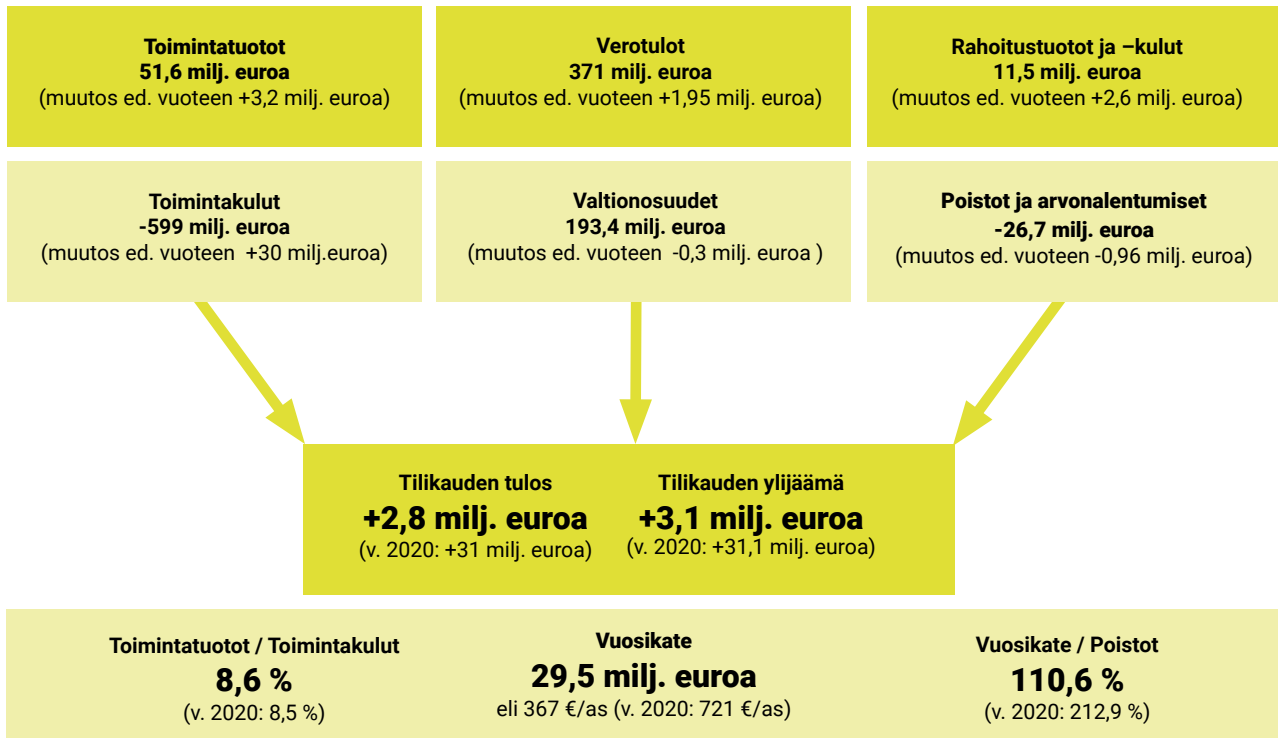 Toimintatuotot
51,6 milj. euroa
(muutos ed. vuoteen +3,2 milj. euroa)
Verotulot
371 milj. euroa
(muutos ed. vuoteen +1,95 milj. euroa)
Rahoitustuotot ja –kulut
11,5 milj. euroa
(muutos ed. vuoteen +2,6 milj. euroa)
Toimintakulut
-599 milj. euroa
(muutos ed. vuoteen +30 milj.euroa)
Valtionosuudet
193,4 milj. euroa
(muutos ed. vuoteen -0,3 milj. euroa )
Poistot ja arvonalentumiset
-26,7 milj. euroa
(muutos ed. vuoteen -0,96 milj. euroa)
Tilikauden tulos
+2,8 milj. euroa
(v. 2020: +31 milj. euroa)
Tilikauden ylijäämä
+3,1 milj. euroa
(v. 2020: +31,1 milj. euroa)
Toimintatuotot / Toimintakulut
8,6 %
(v. 2020: 8,5 %)
Vuosikate
29,5 milj. euroa
eli 367 €/as (v. 2020: 721 €/as)
Vuosikate / Poistot
110,6 %
(v. 2020: 212,9 %)